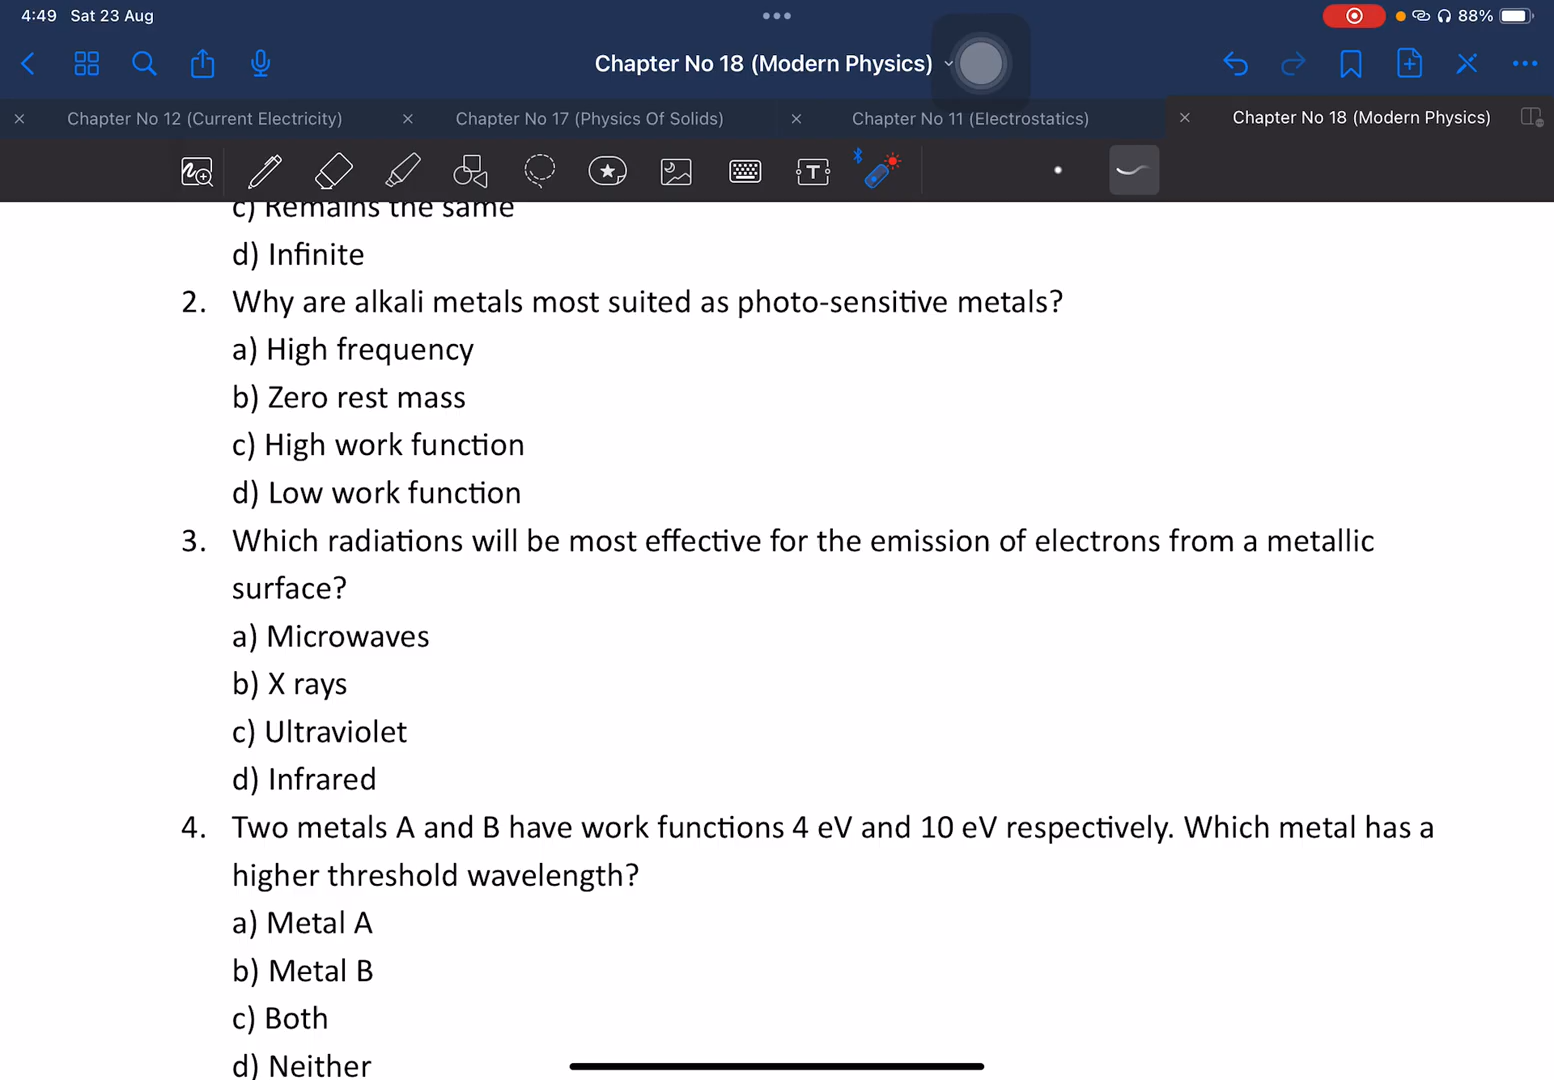 4:49 Sat 23 Aug
88%
Chapter No 18 (Modern Physics)
Chapter No 12 (Current Electricity)
Chapter No 17 (Physics Of Solids)
Chapter No 11 (Electrostatics)
Chapter No 18 (Modern Physics)
c) Remains the same
d) Infinite
2. Why are alkali metals most suited as photo-sensitive metals?
a) High frequency
b) Zero rest mass
c) High work function
d) Low work function
3. Which radiations will be most effective for the emission of electrons from a metallic
surface?
a) Microwaves
b) X rays
c) Ultraviolet
d) Infrared
4. Two metals A and B have work functions 4 eV and 10 eV respectively. Which metal has a
higher threshold wavelength?
a) Metal A
b) Metal B
c) Both
d) Neither